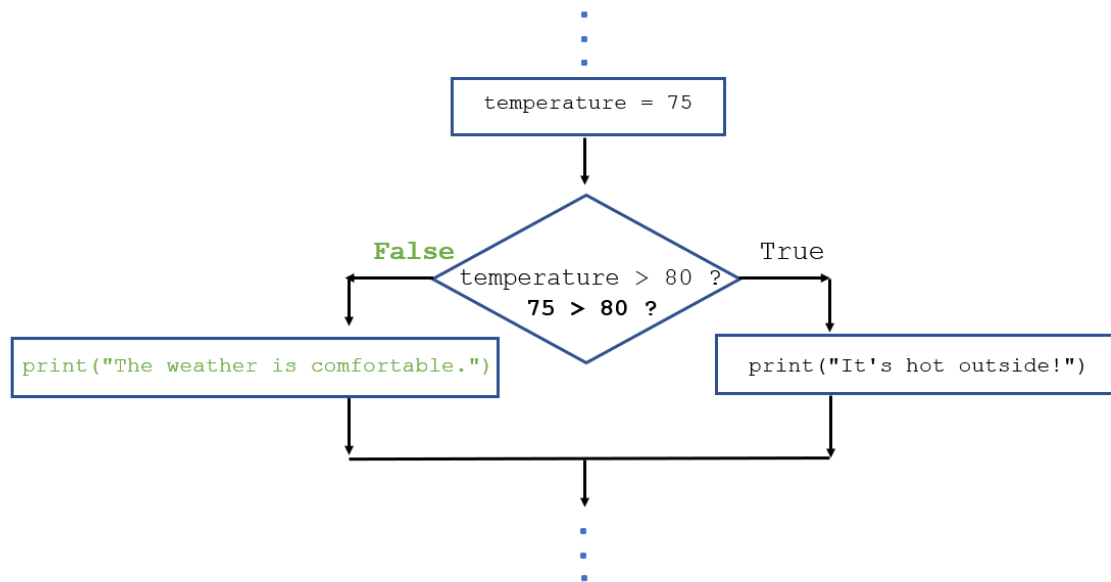 temperature = 75
False
True
temperature > 80 ?
75 > 80 ?
print("The weather is comfortable.")
print("It's hot outside!")